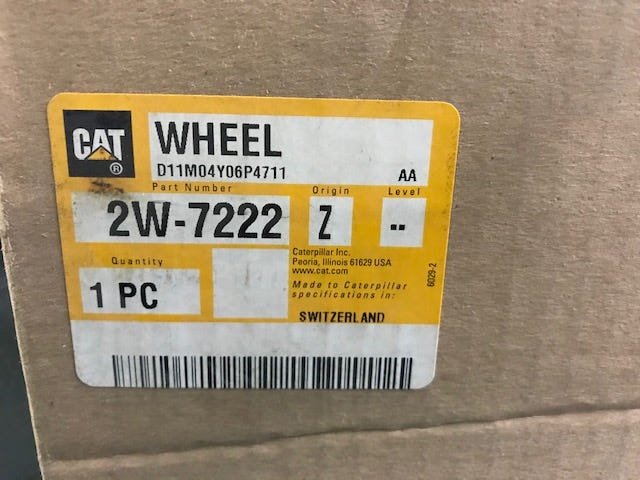 CAT®
WHEEL
D11M04Y06P4711 AA
Part Number Origin Level
2W-7222 Z --
Quantity
1 PC
Caterpillar Inc.
Peoria, Illinois 61629 USA
www.cat.com
Made to Caterpillar
specifications in:
SWITZERLAND
6029-2